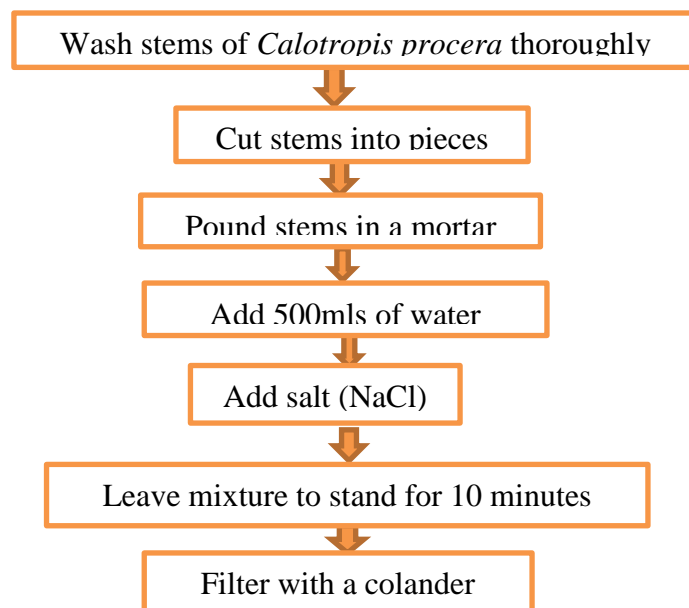 Wash stems of Calotropis procera thoroughly
Cut stems into pieces
Pound stems in a mortar
Add 500mls of water
Add salt (NaCl)
Leave mixture to stand for 10 minutes
Filter with a colander